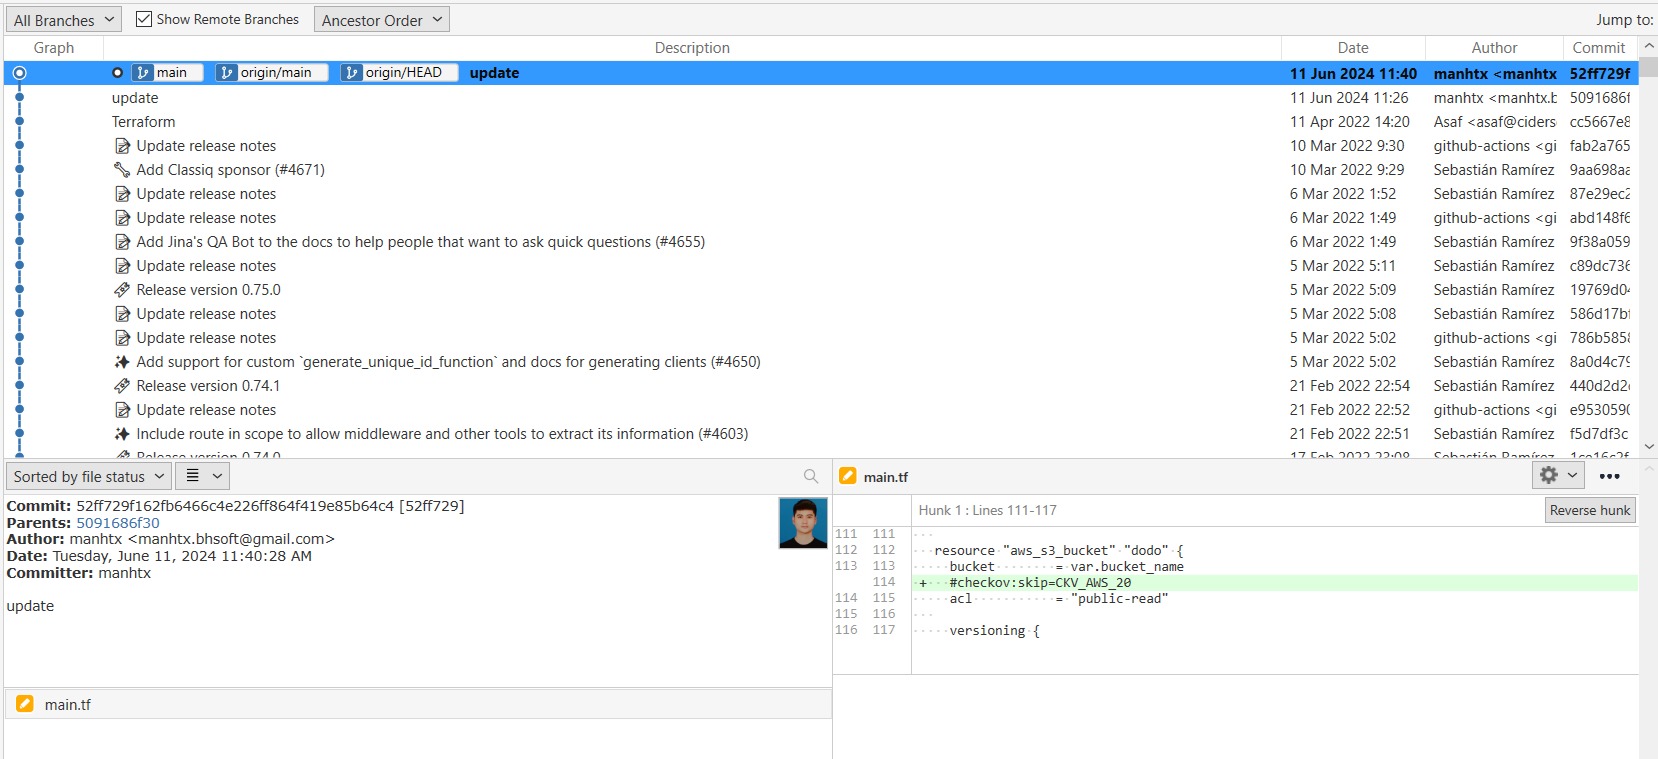 All Branches Show Remote Branches Ancestor Order Jump to:
Graph Description Date Author Commit
main origin/main origin/HEAD update 11 Jun 2024 11:40 manhtx <manhtx 52ff729f
update 11 Jun 2024 11:26 manhtx <manhtx.b 5091686f
Terraform 11 Apr 2022 14:20 Asaf <asaf@ciders cc5667e8
Update release notes 10 Mar 2022 9:30 github-actions <gi fab2a765
Add Classiq sponsor (#4671) 10 Mar 2022 9:29 Sebastián Ramírez 9aa698aa
Update release notes 6 Mar 2022 1:52 Sebastián Ramírez 87e29ec2
Update release notes 6 Mar 2022 1:49 github-actions <gi abd148f6
Add Jina's QA Bot to the docs to help people that want to ask quick questions (#4655) 6 Mar 2022 1:49 Sebastián Ramírez 9f38a059
Update release notes 5 Mar 2022 5:11 Sebastián Ramírez c89dc736
Release version 0.75.0 5 Mar 2022 5:09 Sebastián Ramírez 19769d04
Update release notes 5 Mar 2022 5:08 Sebastián Ramírez 586d17bf
Update release notes 5 Mar 2022 5:02 github-actions <gi 786b5858
Add support for custom `generate_unique_id_function` and docs for generating clients (#4650) 5 Mar 2022 5:02 Sebastián Ramírez 8a0d4c79
Release version 0.74.1 21 Feb 2022 22:54 Sebastián Ramírez 440d2d2
Update release notes 21 Feb 2022 22:52 github-actions <gi e9530590
Include route in scope to allow middleware and other tools to extract its information (#4603) 21 Feb 2022 22:51 Sebastián Ramírez f5d7df3c
Release version 0.74.0 17 Feb 2022 23:08 Sebastián Ramírez
Sorted by file status
Commit: 52ff729f162fb6466c4e226ff864f419e85b64c4 [52ff729]
Parents: 5091686f30
Author: manhtx <manhtx.bhsoft@gmail.com>
Date: Tuesday, June 11, 2024 11:40:28 AM
Committer: manhtx
update
main.tf
main.tf
Hunk 1 : Lines 111-117 Reverse hunk
111 111
112 112 resource "aws_s3_bucket" "dodo" {
113 113 bucket = var.bucket_name
114 + #checkov:skip=CKV_AWS_20
114 115 acl = "public-read"
115 116
116 117 versioning {